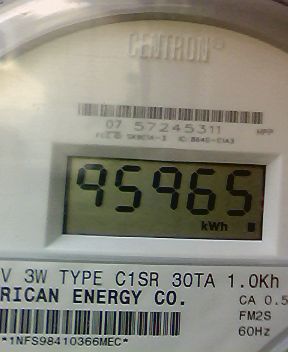 CENTRON
07 57245311
95965
kWh
V 3W TYPE C1SR 30TA 1.0Kh
RICAN ENERGY CO.
CA 0.5
FM2S
60Hz
*1NFS98410366MEC*